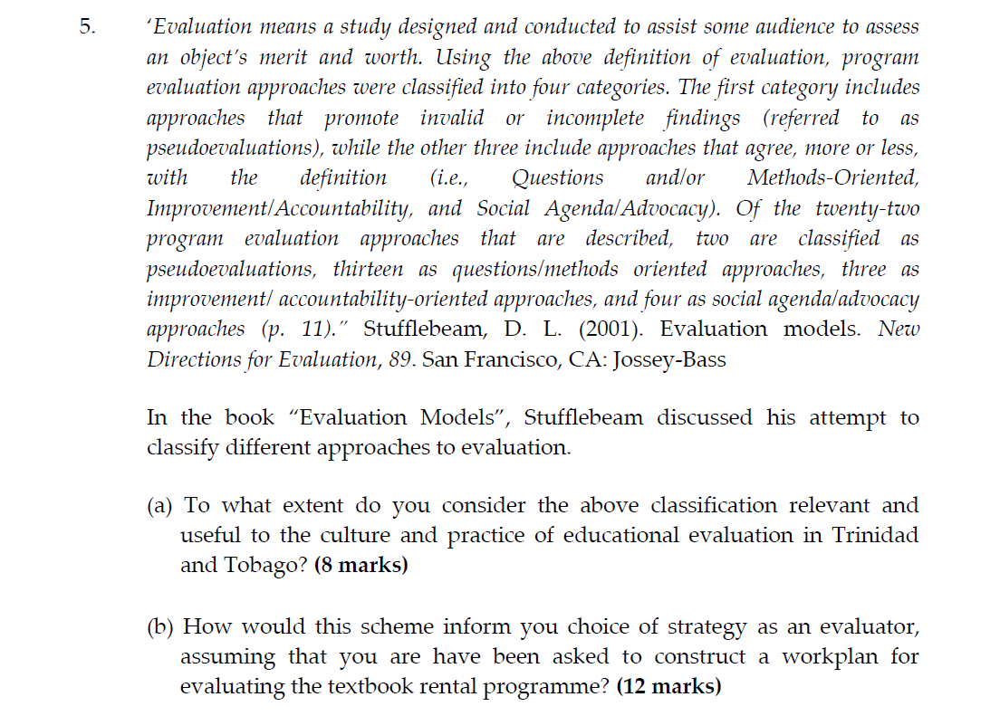 5. ‘Evaluation means a study designed and conducted to assist some audience to assess
an object’s merit and worth. Using the above definition of evaluation, program
evaluation approaches were classified into four categories. The first category includes
approaches that promote invalid or incomplete findings (referred to as
pseudoevaluations), while the other three include approaches that agree, more or less,
with the definition (i.e., Questions and/or Methods-Oriented,
Improvement/Accountability, and Social Agenda/Advocacy). Of the twenty-two
program evaluation approaches that are described, two are classified as
pseudoevaluations, thirteen as questions/methods oriented approaches, three as
improvement/ accountability-oriented approaches, and four as social agenda/advocacy
approaches (p. 11).” Stufflebeam, D. L. (2001). Evaluation models. New
Directions for Evaluation, 89. San Francisco, CA: Jossey-Bass
In the book “Evaluation Models”, Stufflebeam discussed his attempt to
classify different approaches to evaluation.
(a) To what extent do you consider the above classification relevant and
useful to the culture and practice of educational evaluation in Trinidad
and Tobago? (8 marks)
(b) How would this scheme inform you choice of strategy as an evaluator,
assuming that you are have been asked to construct a workplan for
evaluating the textbook rental programme? (12 marks)